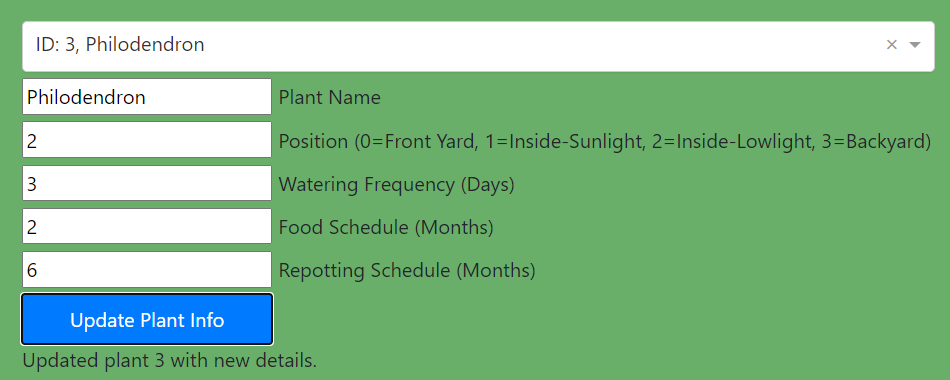 ID: 3, Philodendron × 
Philodendron Plant Name
2 Position (0=Front Yard, 1=Inside-Sunlight, 2=Inside-Lowlight, 3=Backyard)
3 Watering Frequency (Days)
2 Food Schedule (Months)
6 Repotting Schedule (Months)
Update Plant Info
Updated plant 3 with new details.